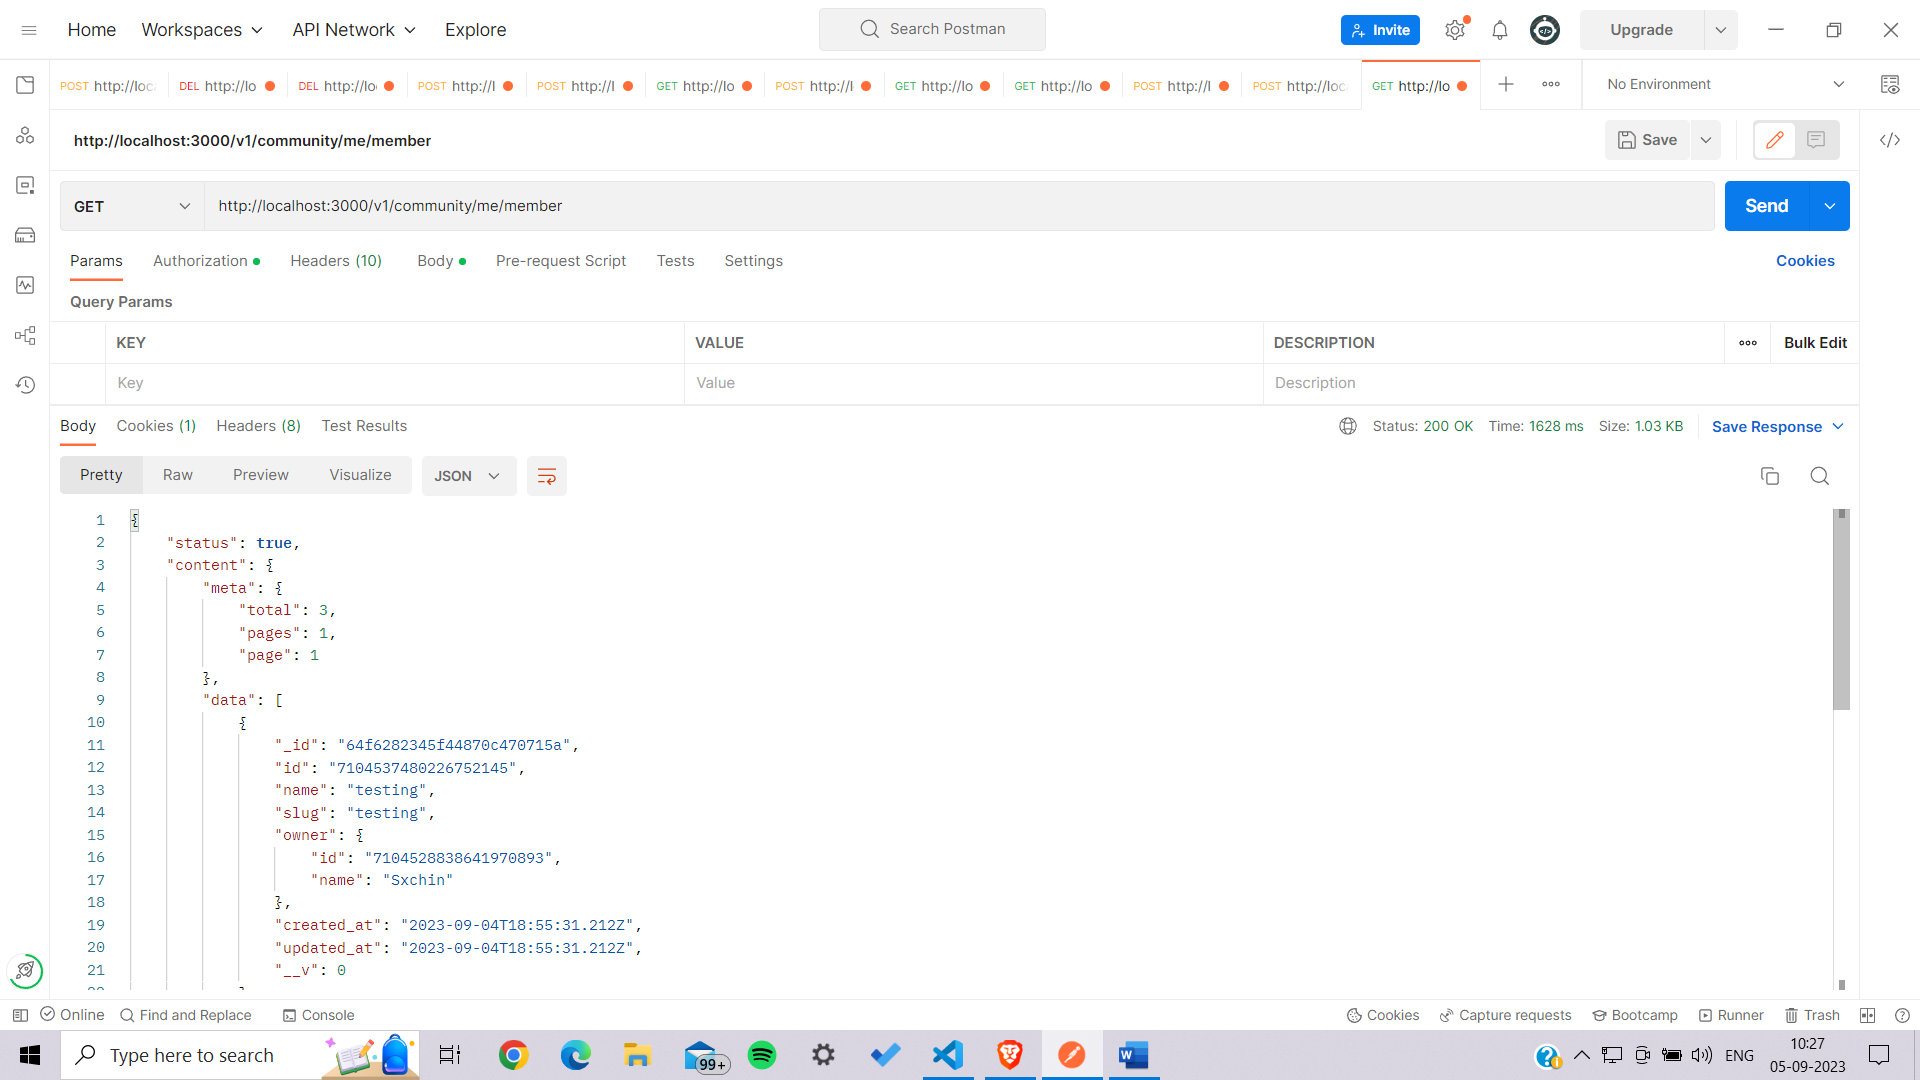 Home Workspaces API Network Explore Search Postman Invite Upgrade
POST http://loc DEL http://lo DEL http://lo POST http://l POST http://l GET http://lo POST http://l GET http://lo GET http://lo POST http://l POST http://loc GET http://lo No Environment
http://localhost:3000/v1/community/me/member Save
GET http://localhost:3000/v1/community/me/member Send
Params Authorization Headers (10) Body Pre-request Script Tests Settings Cookies
Query Params
KEY VALUE DESCRIPTION Bulk Edit
Key Value Description
Body Cookies (1) Headers (8) Test Results Status: 200 OK Time: 1628 ms Size: 1.03 KB Save Response
Pretty Raw Preview Visualize JSON
1 {
2 "status": true,
3 "content": {
4 "meta": {
5 "total": 3,
6 "pages": 1,
7 "page": 1
8 },
9 "data": [
10 {
11 "_id": "64f6282345f44870c470715a",
12 "id": "7104537480226752145",
13 "name": "testing",
14 "slug": "testing",
15 "owner": {
16 "id": "7104528838641970893",
17 "name": "Sxchin"
18 },
19 "created_at": "2023-09-04T18:55:31.212Z",
20 "updated_at": "2023-09-04T18:55:31.212Z",
21 "__v": 0
Online Find and Replace Console Cookies Capture requests Bootcamp Runner Trash
Type here to search 99+ ENG 10:27
05-09-2023